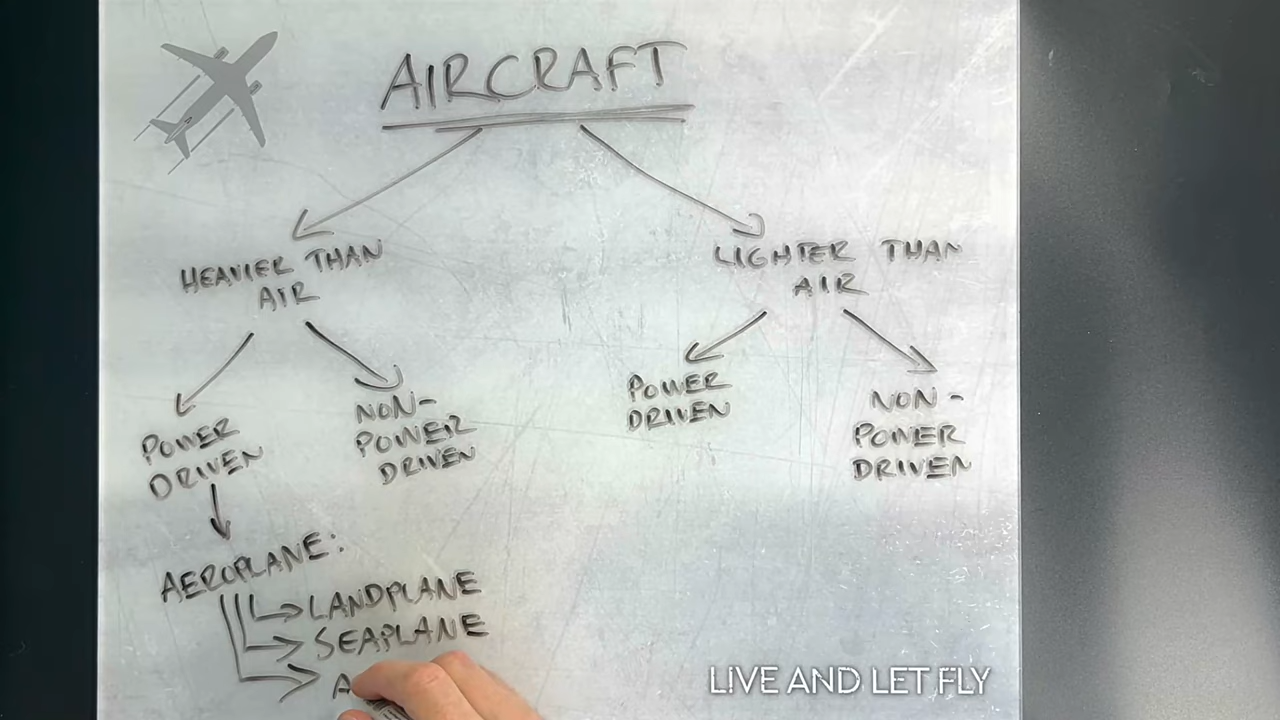 AIRCRAFT
HEAVIER THAN
AIR
LIGHTER THAN
AIR
POWER
DRIVEN
NON-
POWER
DRIVEN
POWER
DRIVEN
NON-
POWER
DRIVEN
AEROPLANE:
LANDPLANE
SEAPLANE
A
LIVE AND LET FLY